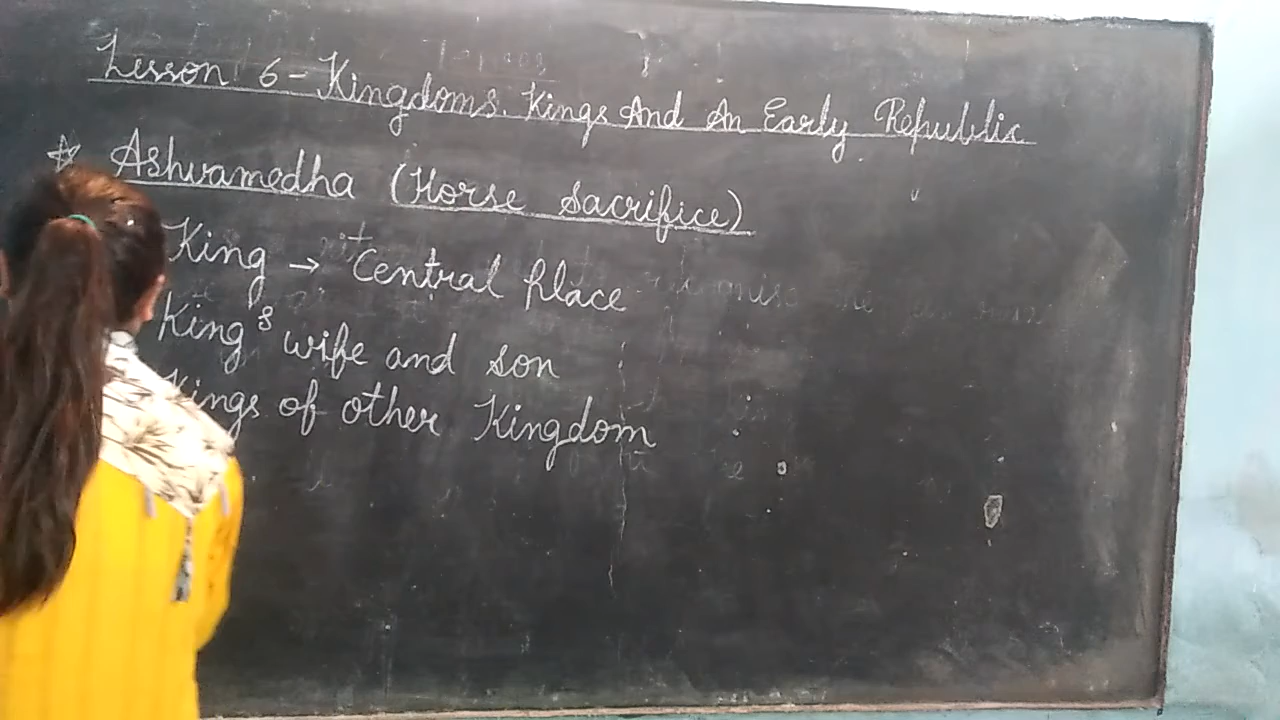 Lesson 6 - Kingdoms. Kings And An Early Republic
☆ Ashvamedha (Horse Sacrifice)
King → Central place
King's wife and son
Kings of other Kingdom